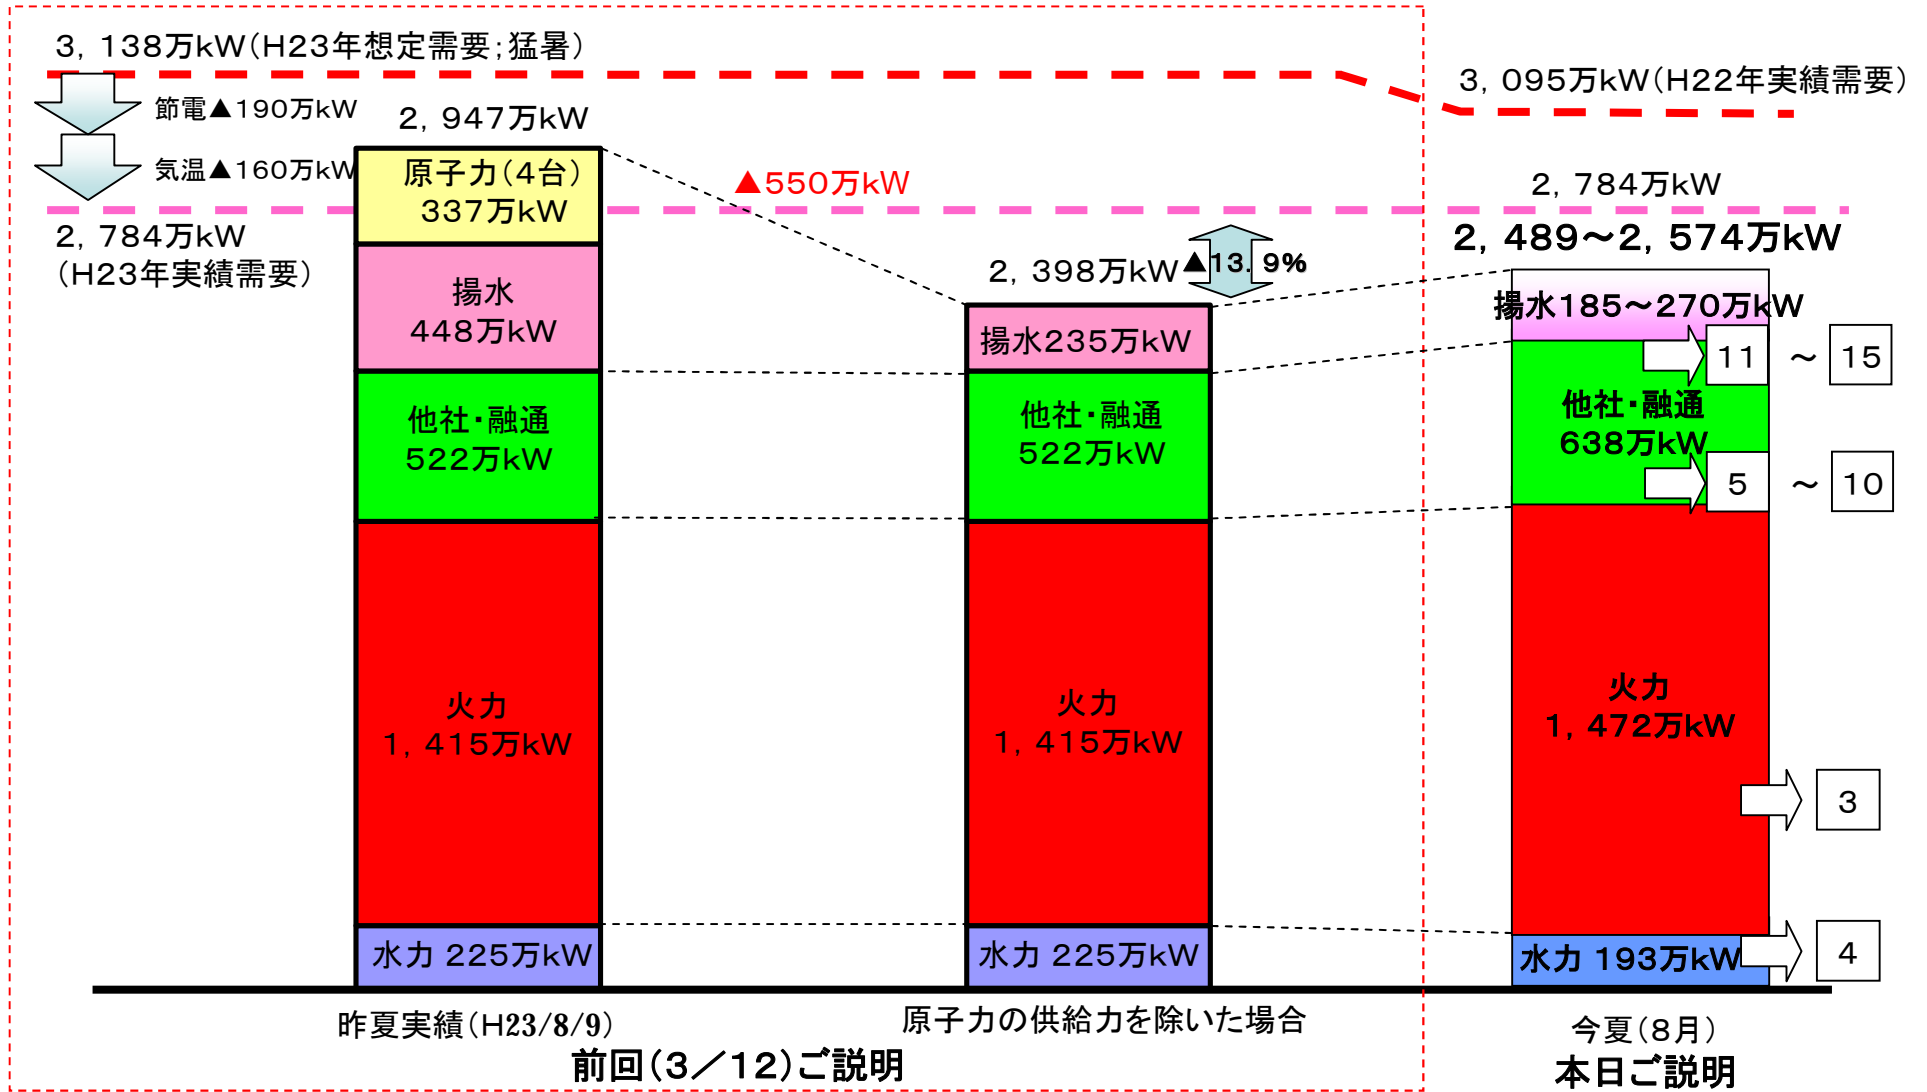 3，138万kW（H23年想定需要；猛暑）
節電▲190万kW
気温▲160万kW
2，784万kW
（H23年実績需要）
2，947万kW
原子力（4台）
337万kW
揚水
448万kW
他社・融通
522万kW
火力
1，415万kW
水力 225万kW
昨夏実績（H23/8/9）
▲550万kW
2，398万kW
▲13．9%
揚水235万kW
他社・融通
522万kW
火力
1，415万kW
水力 225万kW
原子力の供給力を除いた場合
前回（3／12）ご説明
3，095万kW（H22年実績需要）
2，784万kW
2，489～2，574万kW
揚水185～270万kW
11 ～ 15
他社・融通
638万kW
5 ～ 10
火力
1，472万kW
3
水力 193万kW
4
今夏（8月）
本日ご説明